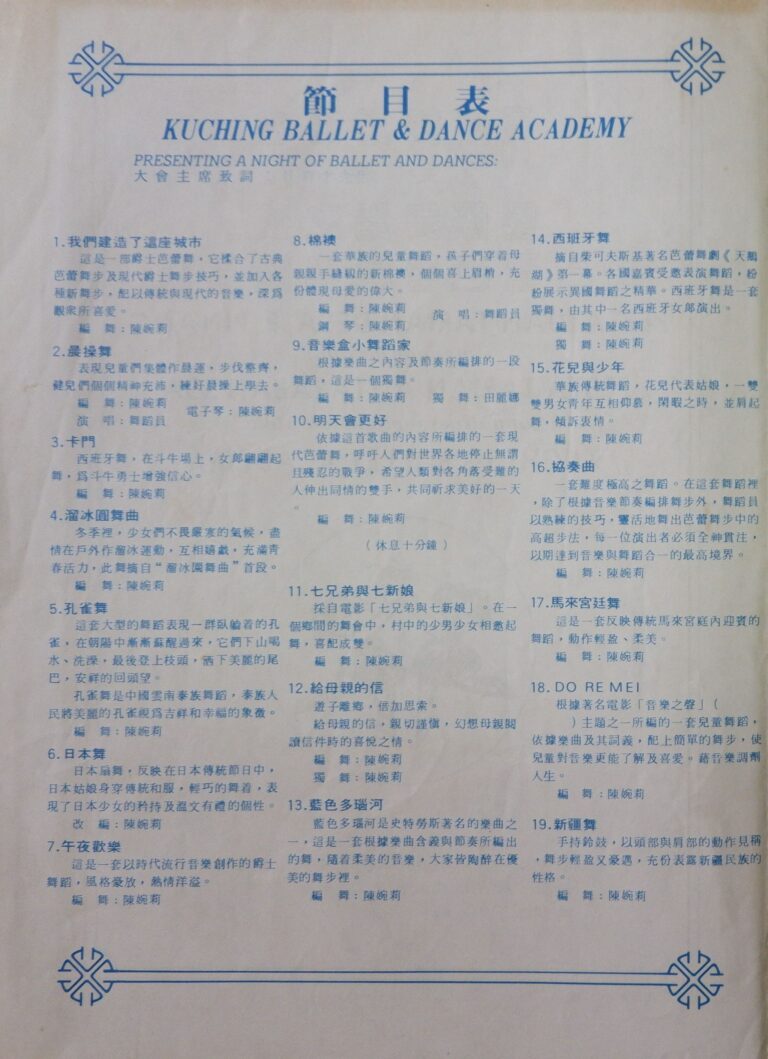 節目表
KUCHING BALLET & DANCE ACADEMY
PRESENTING A NIGHT OF BALLET AND DANCES:
大會主席致詞
1.我們建造了這座城市
這是一部爵士芭蕾舞，它糅合了古典
芭蕾舞步及現代爵士舞步技巧，並加入各
種新舞步，配以傳統與現代的音樂，深為
觀眾所喜愛。
編　舞：陳婉莉
2.晨操舞
表現兒童們集體作晨運，步伐整齊，
健兒們個個精神充沛，練好晨操上學去。
編　舞：陳婉莉
電子琴：陳婉莉
演　唱：舞蹈員
3.卡門
西班牙舞，在斗牛場上，女郎翩翩起
舞，為斗牛勇士增強信心。
編　舞：陳婉莉
4.溜冰圓舞曲
冬季裡，少女們不畏嚴寒的氣候，盡
情在戶外作溜冰運動，互相嬉戲，充滿青
春活力，此舞摘自“溜冰圓舞曲”首段。
編　舞：陳婉莉
5.孔雀舞
這套大型的舞蹈表現一群臥躺着的孔
雀，在朝陽中漸漸蘇醒過來，它們下山喝
水、洗澡，最後登上枝頭，洒下美麗的尾
巴，安祥的回頭望。
孔雀舞是中國雲南泰族舞蹈，泰族人
民將美麗的孔雀視為吉祥和幸福的象徵。
編　舞：陳婉莉
6.日本舞
日本扇舞，反映在日本傳統節日中，
日本姑娘身穿傳統和服，輕巧的舞着，表
現了日本少女的矜持及溫文有禮的個性。
改　編：陳婉莉
7.午夜歡樂
這是一套以時代流行音樂創作的爵士
舞蹈，風格豪放，熱情洋溢。
編　舞：陳婉莉
8.棉襖
一套華族的兒童舞蹈，孩子們穿着母
親親手縫綢的新棉襖，個個喜上眉梢，充
份體現母愛的偉大。
編　舞：陳婉莉
演　唱：舞蹈員
鋼　琴：陳婉莉
9.音樂盒小舞蹈家
根據樂曲之內容及節奏所編排的一段
舞蹈，這是一個獨舞。
編　舞：陳婉莉　獨　舞：田麗娜
10.明天會更好
依據這首歌曲的內容所編排的一套現
代芭蕾舞，呼吁人們對世界各地停止無謂
且殘忍的戰爭，希望人類對各角落受難的
人伸出同情的雙手，共同祈求美好的一天
。
編　舞：陳婉莉
（休息十分鐘）
11.七兄弟與七新娘
採自電影「七兄弟與七新娘」。在一
個鄉間的舞會中，村中的少男少女相邀起
舞，喜配成雙。
編　舞：陳婉莉
12.給母親的信
遊子離鄉，倍加思索。
給母親的信，親切謹慎，幻想母親閱
讀信件時的喜悅之情。
編　舞：陳婉莉
獨　舞：陳婉莉
13.藍色多瑙河
藍色多瑙河是史特勞斯著名的樂曲之
一，這是一套根據樂曲含義與節奏所編出
的舞，隨着柔美的音樂，大家皆陶醉在優
美的舞步裡。
編　舞：陳婉莉
14.西班牙舞
摘自柴可夫斯基著名芭蕾舞劇《天鵝
湖》第一幕。各國嘉賓受邀表演舞蹈，紛
紛展示異國舞蹈之精華。西班牙舞是一套
獨舞，由其中一名西班牙女郎演出。
編　舞：陳婉莉
獨　舞：陳婉莉
15.花兒與少年
華族傳統舞蹈，花兒代表姑娘，一雙
雙男女青年互相仰慕，閑暇之時，並肩起
舞，傾訴衷情。
編　舞：陳婉莉
16.協奏曲
一套難度極高之舞蹈。在這套舞蹈裡
，除了根據音樂節奏編排舞步外，舞蹈員
以熟練的技巧，靈活地舞出芭蕾舞步中的
高超步法，每一位演出者必須全神貫注，
以期達到音樂與舞蹈合一的最高境界。
編　舞：陳婉莉
17.馬來宮廷舞
這是一套反映傳統馬來宮庭內迎賓的
舞蹈，動作輕盈、柔美。
編　舞：陳婉莉
18. DO RE MEI
根據著名電影「音樂之聲」（
）主題之一所編的一套兒童舞蹈，
依據樂曲及其詞義，配上簡單的舞步，使
兒童對音樂更能了解及喜愛。藉音樂調劑
人生。
編　舞：陳婉莉
19.新疆舞
手持鈴鼓，以頭部與肩部的動作見稱
，舞步輕盈又豪邁，充份表露新疆民族的
性格。
編　舞：陳婉莉